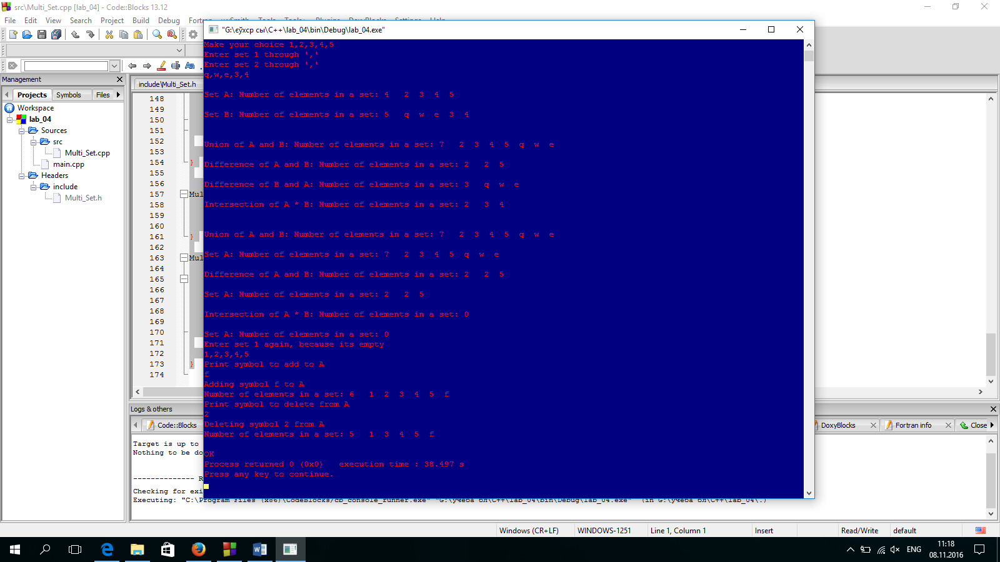 src\Multi_Set.cpp [lab_04] - Code::Blocks 13.12
File Edit View Search Project Build Debug
"G:\єўхср сы\C++\lab_04\bin\Debug\lab_04.exe"
Make your choice 1,2,3,4,5
Enter set 1 through ','
Enter set 2 through ','
q,w,e,3,4
Set A: Number of elements in a set: 4 2 3 4 5
Set B: Number of elements in a set: 5 q w e 3 4
Union of A and B: Number of elements in a set: 7 2 3 4 5 q w e
Difference of A and B: Number of elements in a set: 2 2 5
Difference of B and A: Number of elements in a set: 3 q w e
Intersection of A * B: Number of elements in a set: 2 3 4
Union of A and B: Number of elements in a set: 7 2 3 4 5 q w e
Set A: Number of elements in a set: 7 2 3 4 5 q w e
Difference of A and B: Number of elements in a set: 2 2 5
Set A: Number of elements in a set: 2 2 5
Intersection of A * B: Number of elements in a set: 0
Set A: Number of elements in a set: 0
Enter set 1 again, because its empty
1,2,3,4,5
Print symbol to add to A
f
Adding symbol f to A
Number of elements in a set: 6 1 2 3 4 5 f
Print symbol to delete from A
2
Deleting symbol 2 from A
Number of elements in a set: 5 1 3 4 5 f
OK
Process returned 0 (0x0) execution time : 38.497 s
Press any key to continue.
Management
Projects Symbols Files
Workspace
lab_04
Sources
src
Multi_Set.cpp
main.cpp
Headers
include
Multi_Set.h
include\Multi_Set.h
148
149
150
151
152
153
154 }
155
156
157 Mul
158
159
160
161 }
162
163 Mul
164
165
166
167
168
169
170
171
172
173 }
174
Logs & others
Code::Blocks DoxyBlocks Fortran info Close
Target is up to
Nothing to be do
-------------- R
Checking for exi
Executing: "C:\Program Files (x86)\CodeBlocks/cb_console_runner.exe" "G:\учеба бл\C++\lab_04\bin\Debug\lab_04.exe" (in G:\учеба бл\C++\lab_04\.)
Windows (CR+LF) WINDOWS-1251 Line 1, Column 1 Insert Read/Write default
ENG 11:18
08.11.2016